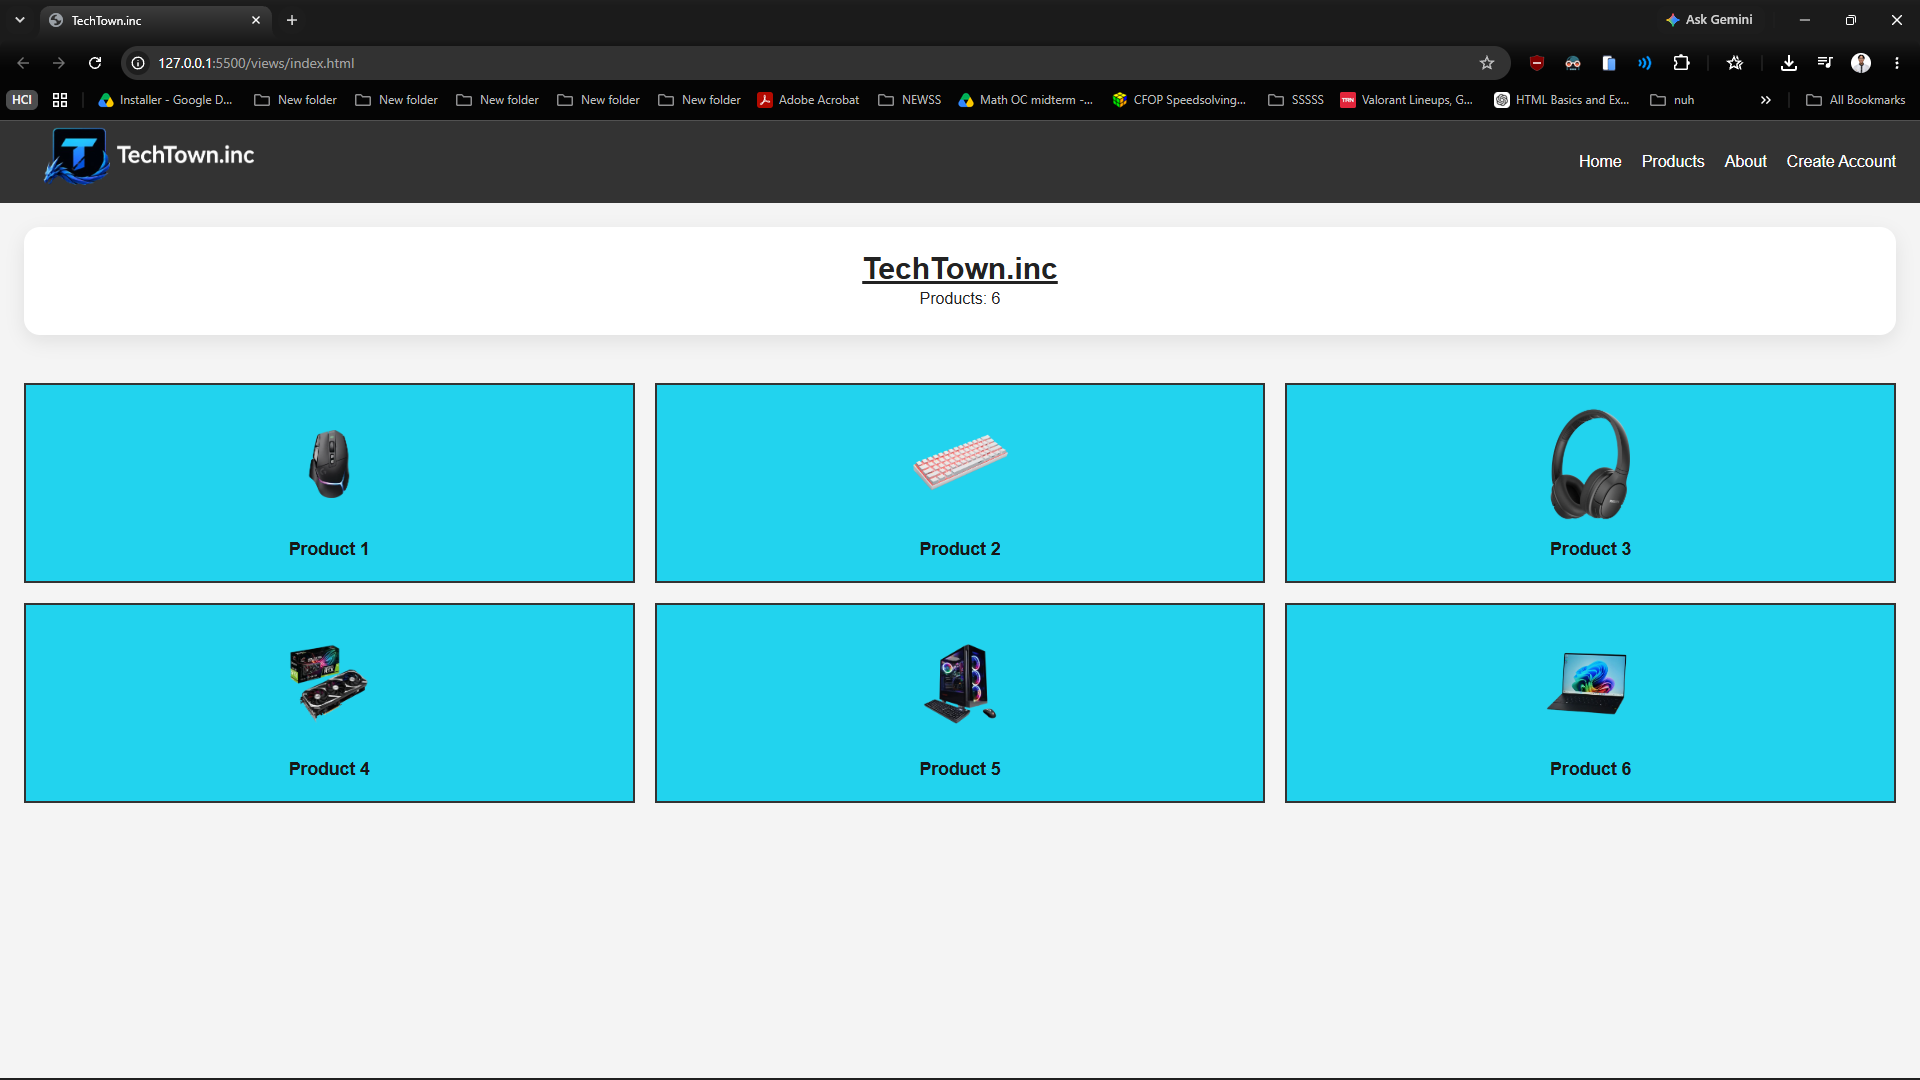 TechTown.inc
Ask Gemini
127.0.0.1:5500/views/index.html
HCI
Installer - Google D...
New folder
New folder
New folder
New folder
New folder
Adobe Acrobat
NEWSS
Math OC midterm -...
CFOP Speedsolving...
SSSSS
Valorant Lineups, G...
HTML Basics and Ex...
nuh
All Bookmarks
TechTown.inc
Home
Products
About
Create Account
TechTown.inc
Products: 6
Product 1
Product 2
Product 3
Product 4
Product 5
Product 6